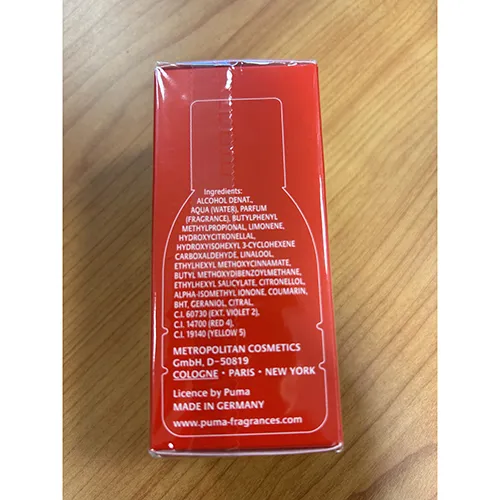 Ingredients:
ALCOHOL DENAT.,
AQUA (WATER), PARFUM
(FRAGRANCE), BUTYLPHENYL
METHYLPROPIONAL, LIMONENE,
HYDROXYCITRONELLAL,
HYDROXYISOHEXYL 3-CYCLOHEXENE
CARBOXALDEHYDE, LINALOOL,
ETHYLHEXYL METHOXYCINNAMATE,
BUTYL METHOXYDIBENZOYLMETHANE,
ETHYLHEXYL SALICYLATE, CITRONELLOL,
ALPHA-ISOMETHYL IONONE, COUMARIN,
BHT, GERANIOL, CITRAL.
C.I. 60730 (EXT. VIOLET 2),
C.I. 14700 (RED 4),
C.I. 19140 (YELLOW 5)
METROPOLITAN COSMETICS
GmbH, D-50819
COLOGNE · PARIS · NEW YORK
Licence by Puma
MADE IN GERMANY
www.puma-fragrances.com